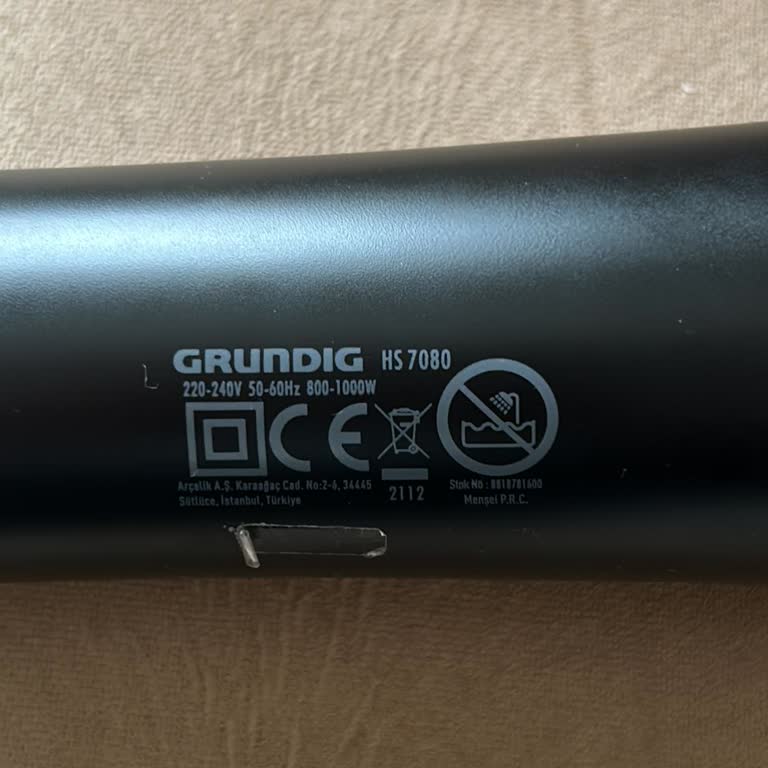 GRUNDIG HS 7080
220-240V 50-60Hz 800-1000W
Arçelik A.Ş. Karaağaç Cad. No:2-6, 34445
Sütlüce, İstanbul, Türkiye
2112
Stok No : 8818781600
Menşei P.R.C.